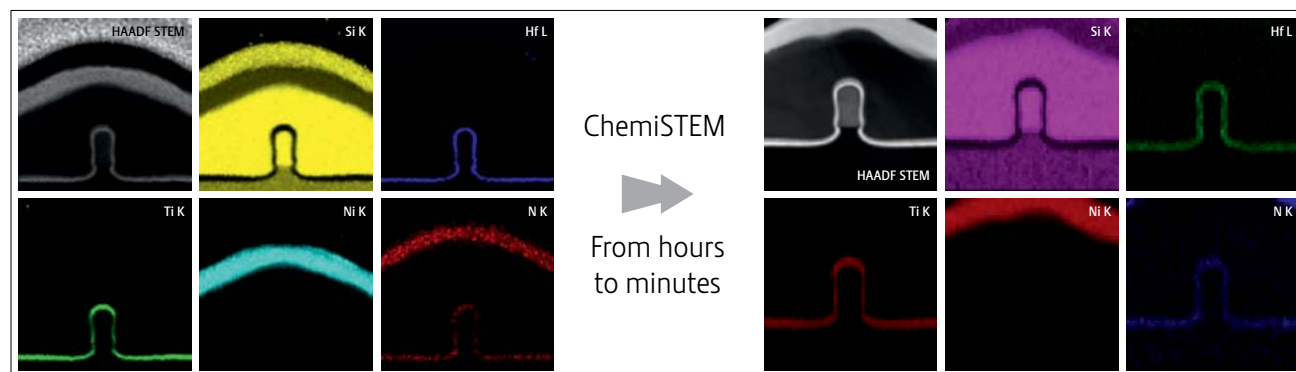 HAADF STEM
Si K
Hf L
Ti K
Ni K
N K
ChemiSTEM
From hours
to minutes
HAADF STEM
Si K
Hf L
Ti K
Ni K
N K